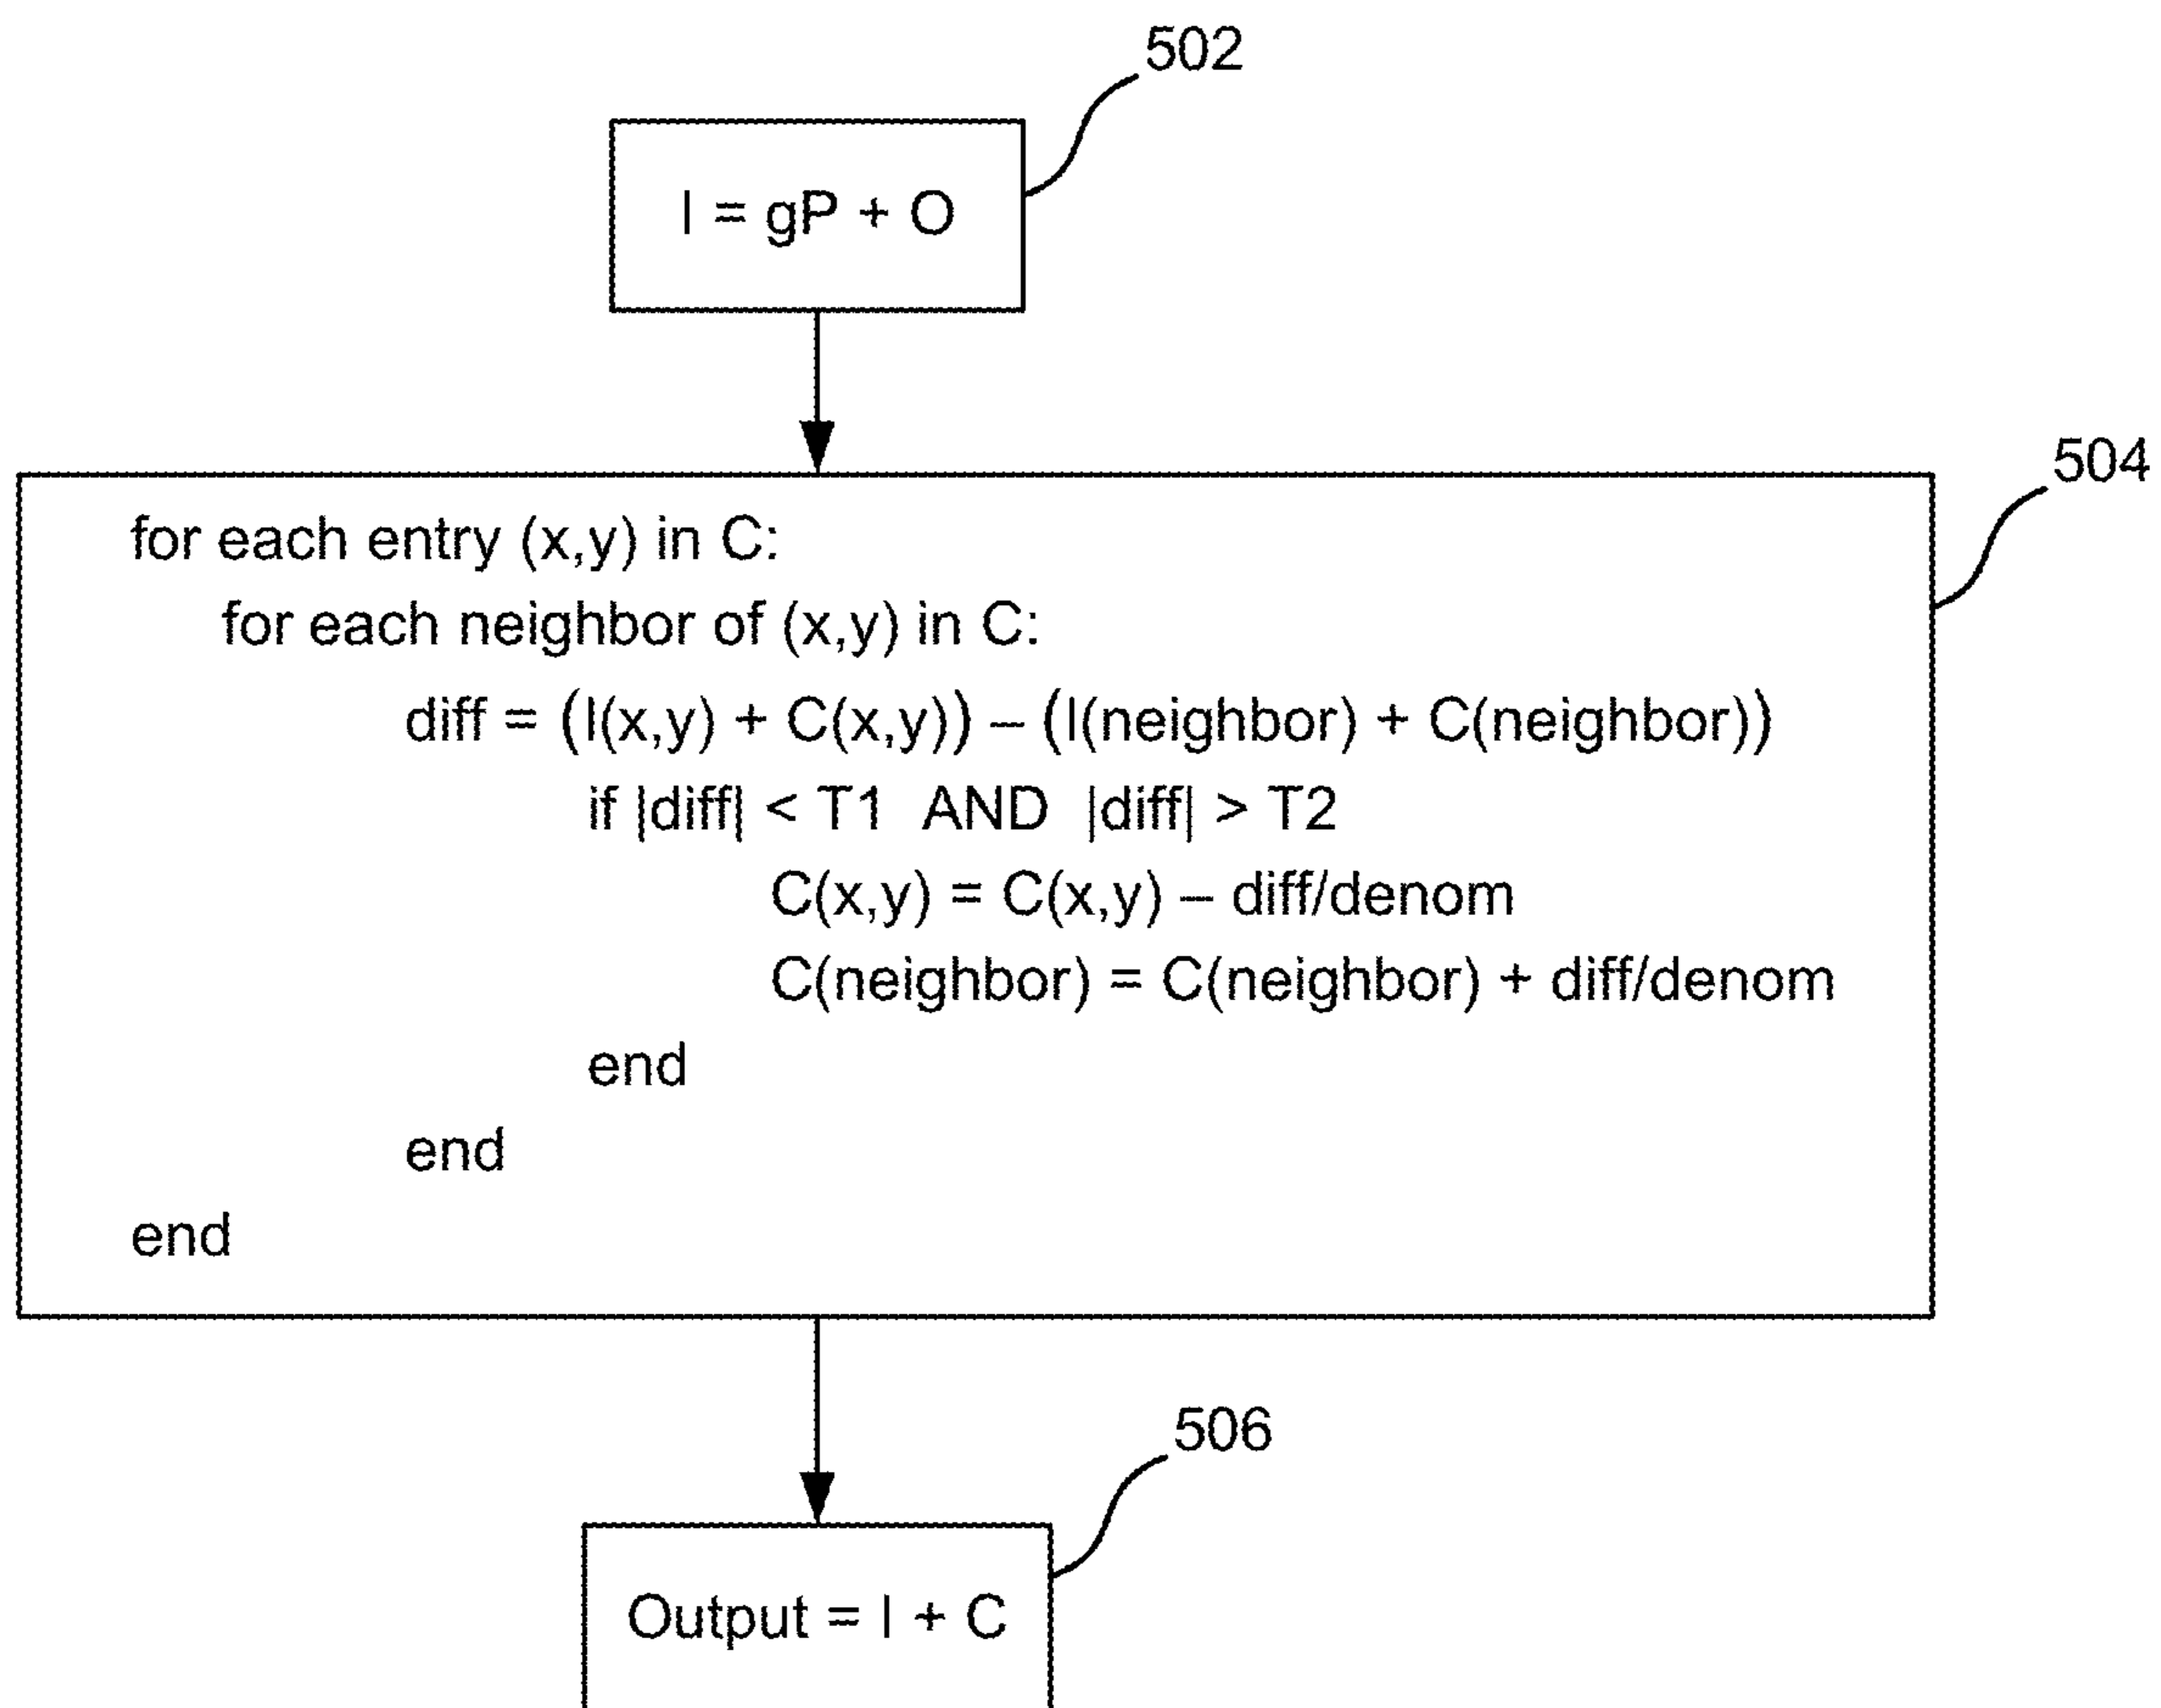 502
I = gP + O
504
for each entry (x,y) in C:
for each neighbor of (x,y) in C:
diff = (I(x,y) + C(x,y)) – (I(neighbor) + C(neighbor))
if |diff| < T1 AND |diff| > T2
C(x,y) = C(x,y) – diff/denom
C(neighbor) = C(neighbor) + diff/denom
end
end
end
506
Output = I + C